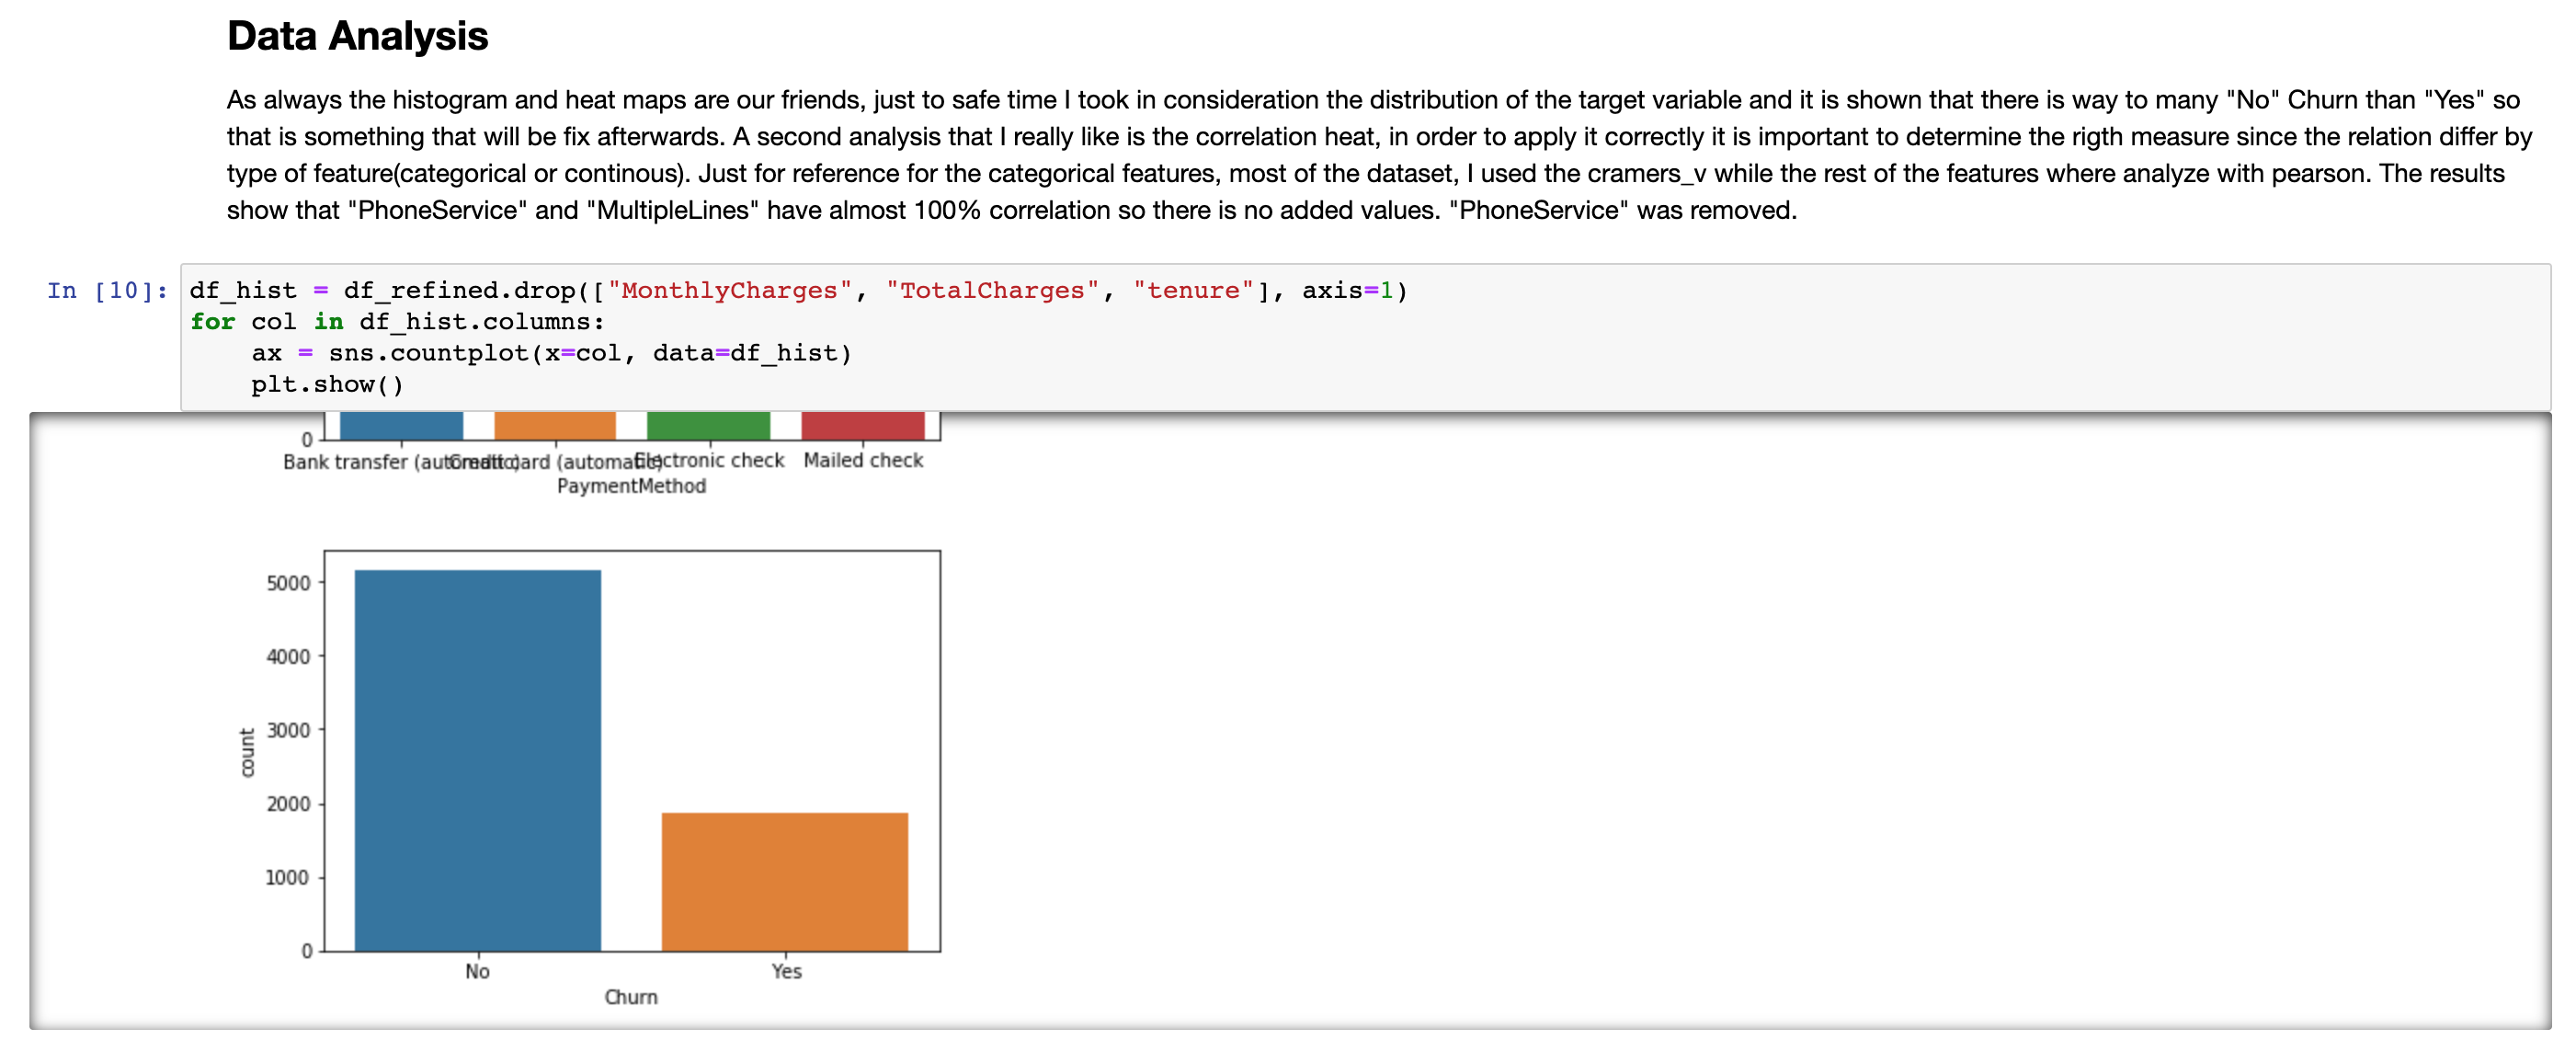 Data Analysis
As always the histogram and heat maps are our friends, just to safe time I took in consideration the distribution of the target variable and it is shown that there is way to many "No" Churn than "Yes" so
that is something that will be fix afterwards. A second analysis that I really like is the correlation heat, in order to apply it correctly it is important to determine the rigth measure since the relation differ by
type of feature(categorical or continous). Just for reference for the categorical features, most of the dataset, I used the cramers_v while the rest of the features where analyze with pearson. The results
show that "PhoneService" and "MultipleLines" have almost 100% correlation so there is no added values. "PhoneService" was removed.
In [10]: df_hist = df_refined.drop(["MonthlyCharges", "TotalCharges", "tenure"], axis=1)
for col in df_hist.columns:
    ax = sns.countplot(x=col, data=df_hist)
    plt.show()
0
Bank transfer (automatic) Credit card (automatic) Electronic check Mailed check
PaymentMethod
5000
4000
3000
2000
1000
0
count
No Yes
Churn